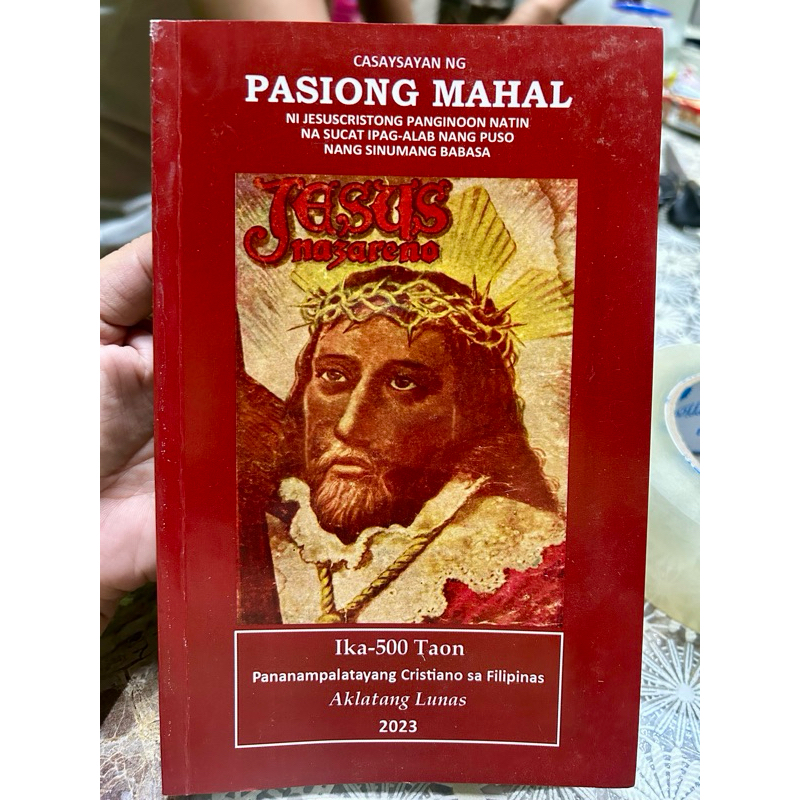 CASAYSAYAN NG
PASIONG MAHAL
NI JESUSCRISTONG PANGINOON NATIN
NA SUCAT IPAG-ALAB NANG PUSO
NANG SINUMANG BABASA
JESUS
nazareno
Ika-500 Taon
Pananampalatayang Cristiano sa Filipinas
Aklatang Lunas
2023